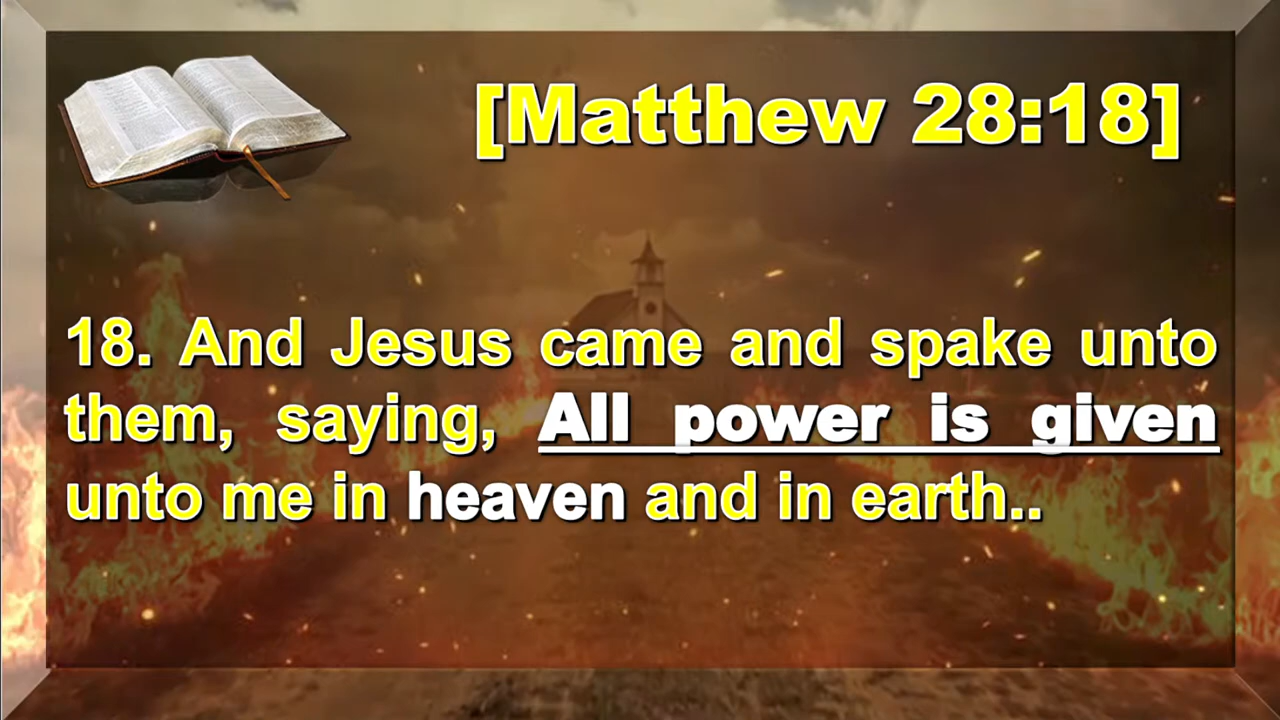 [Matthew 28:18]
18. And Jesus came and spake unto
them, saying, All power is given
unto me in heaven and in earth..